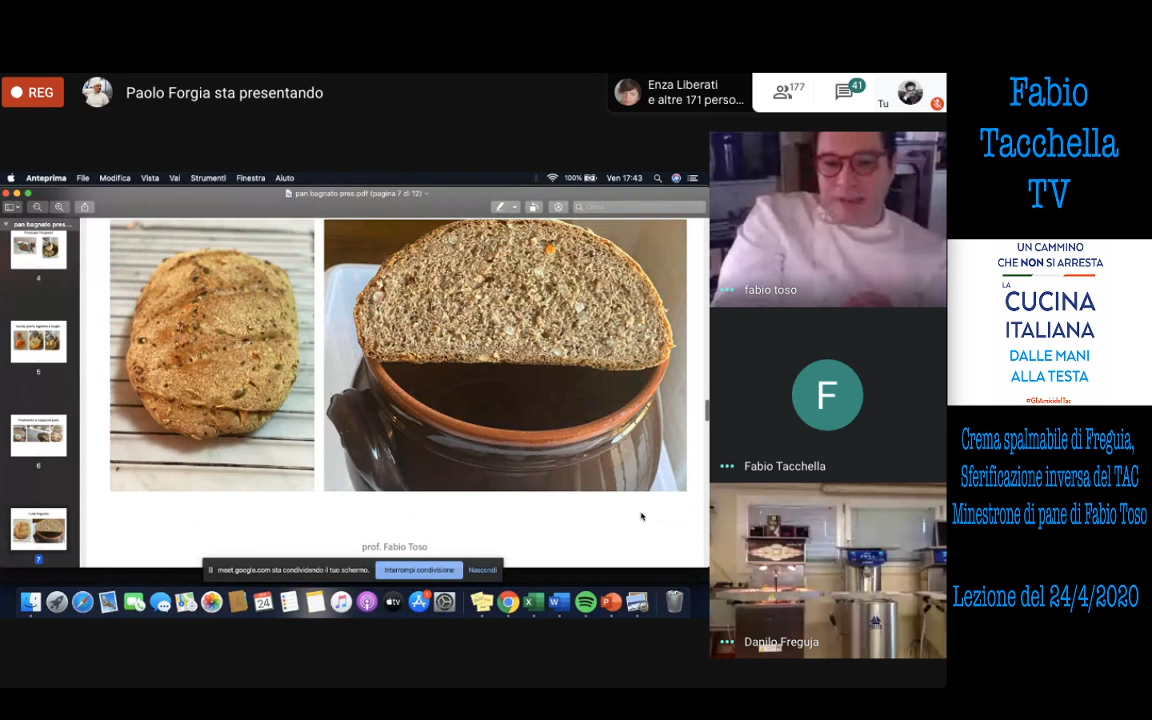 REG
Paolo Forgia sta presentando
Enza Liberati
e altre 171 perso...
177
41
Tu
Anteprima File Modifica Vista Vai Strumenti Finestra Aiuto
100%
Ven 17:43
pan bagnato pres.pdf (pagina 7 di 12)
pan bagnato pres...
4
5
6
7
prof. Fabio Toso
meet.google.com sta condividendo il tuo schermo.
Interrompi condivisione
Nascondi
24
fabio toso
F
Fabio Tacchella
Danilo Freguja
Fabio
Tacchella
TV
UN CAMMINO
CHE NON SI ARRESTA
LA
CUCINA
ITALIANA
DALLE MANI
ALLA TESTA
#GliAmicidelTac
Crema spalmabile di Freguia,
Sferificazione inversa del TAC
Minestrone di pane di Fabio Toso
Lezione del 24/4/2020